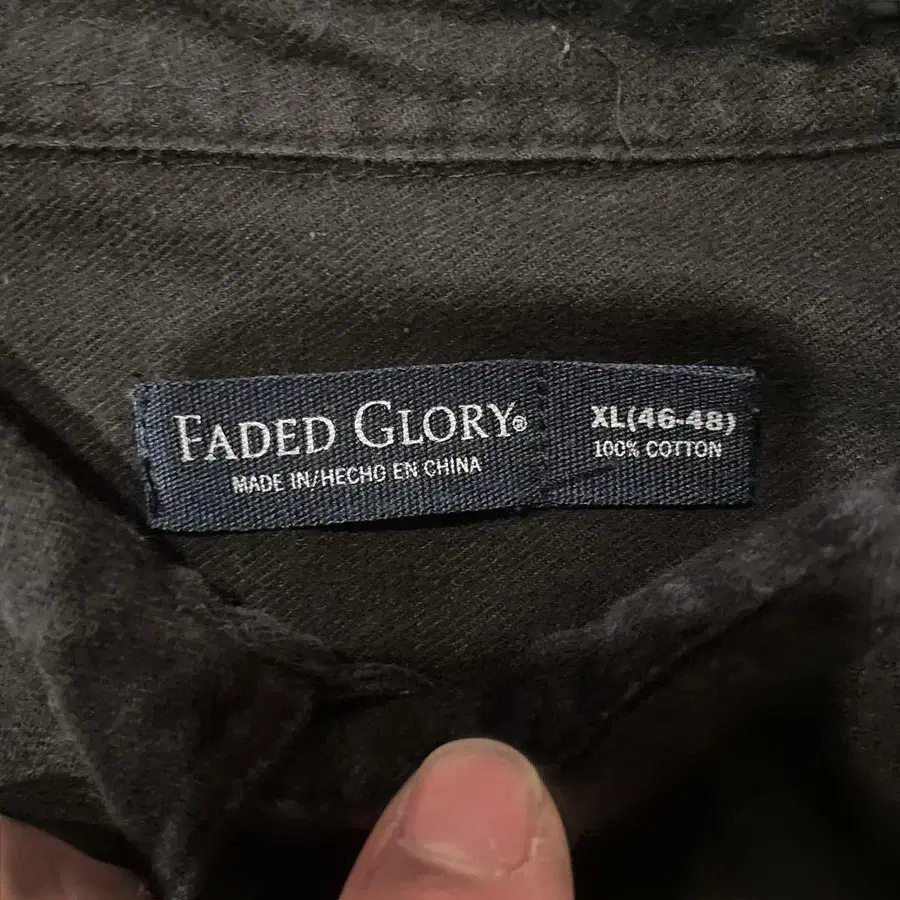 FADED GLORY®
MADE IN/HECHO EN CHINA
XL(46-48)
100% COTTON